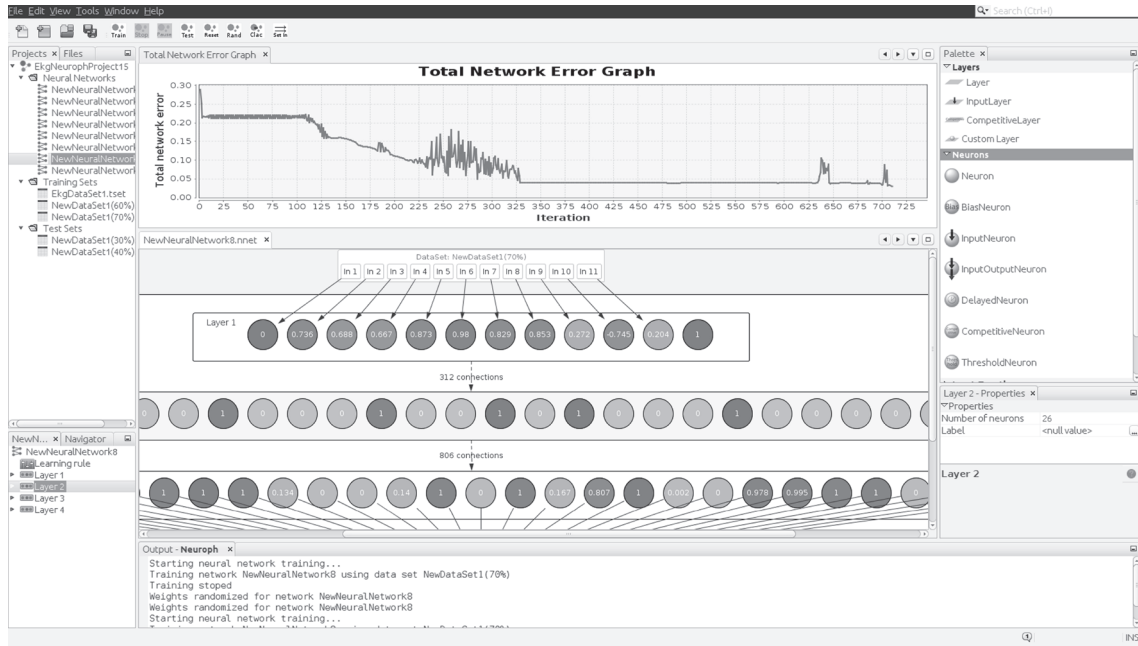 File Edit View Tools Window Help
Search (Ctrl+I)
Train Pause Test Reset Rand Clac Set In
Projects × Files
EkgNeurophProject15
Neural Networks
NewNeuralNetwork
NewNeuralNetwork
NewNeuralNetwork
NewNeuralNetwork
NewNeuralNetwork
NewNeuralNetwork
NewNeuralNetwork
NewNeuralNetwork
Training Sets
EkgDataSet1.tset
NewDataSet1(60%)
NewDataSet1(70%)
Test Sets
NewDataSet1(30%)
NewDataSet1(40%)
NewN... × Navigator
NewNeuralNetwork8
Learning rule
Layer 1
Layer 2
Layer 3
Layer 4
Total Network Error Graph ×
Total Network Error Graph
Total network error
0.30
0.25
0.20
0.15
0.10
0.05
0.00
0 25 50 75 100 125 150 175 200 225 250 275 300 325 350 375 400 425 450 475 500 525 550 575 600 625 650 675 700 725
Iteration
NewNeuralNetwork8.nnet ×
DataSet: NewDataSet1(70%)
In 1 In 2 In 3 In 4 In 5 In 6 In 7 In 8 In 9 In 10 In 11
Layer 1
0 0.736 0.688 0.667 0.873 0.98 0.829 0.853 0.272 -0.745 0.204 1
312 connections
0 0 1 0 0 0 1 0 0 1 0 1 0 0 0 1 0 0 0 0 0
806 connections
1 1 1 0.134 0 0 0.14 1 0 1 0.167 0.807 1 0.002 0 0.978 0.995 1 1 0
Output - Neuroph ×
Starting neural network training...
Training network NewNeuralNetwork8 using data set NewDataSet1(70%)
Training stoped
Weights randomized for network NewNeuralNetwork8
Weights randomized for network NewNeuralNetwork8
Starting neural network training...
Palette ×
Layers
Layer
InputLayer
CompetitiveLayer
Custom Layer
Neurons
Neuron
BiasNeuron
InputNeuron
InputOutputNeuron
DelayedNeuron
CompetitiveNeuron
ThresholdNeuron
Layer 2 - Properties ×
Properties
Number of neurons 26
Label <null value> ...
Layer 2
INS